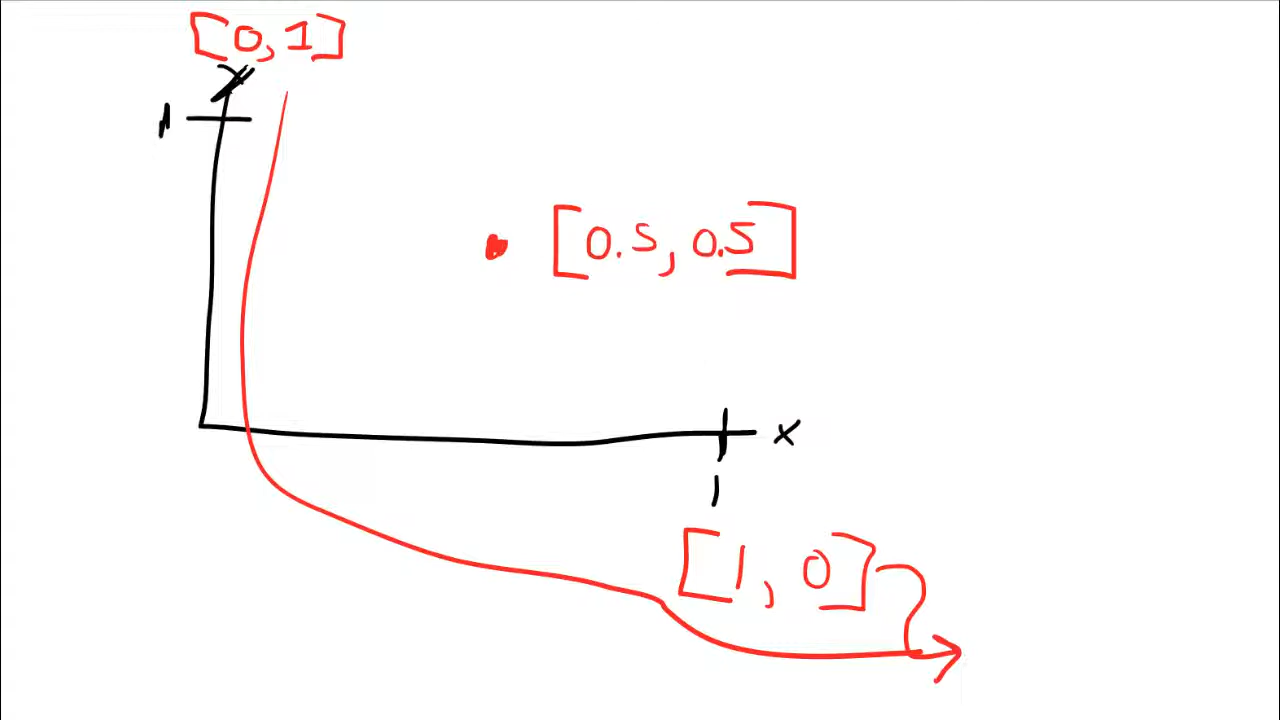 [0,1]
y
1
[0.5,0.5]
x
1
[1,0]